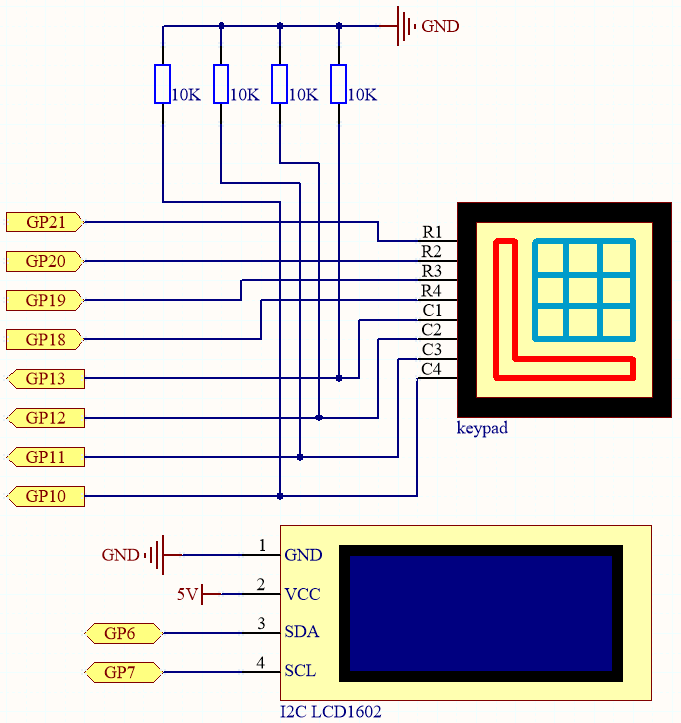 GND
10K 10K 10K 10K
GP21
R1
GP20
R2
R3
GP19
R4
GP18
C1
C2
GP13
C3
C4
GP12
keypad
GP11
GP10
1
GND
GND
2
5V
VCC
3
GP6
SDA
4
GP7
SCL
I2C LCD1602